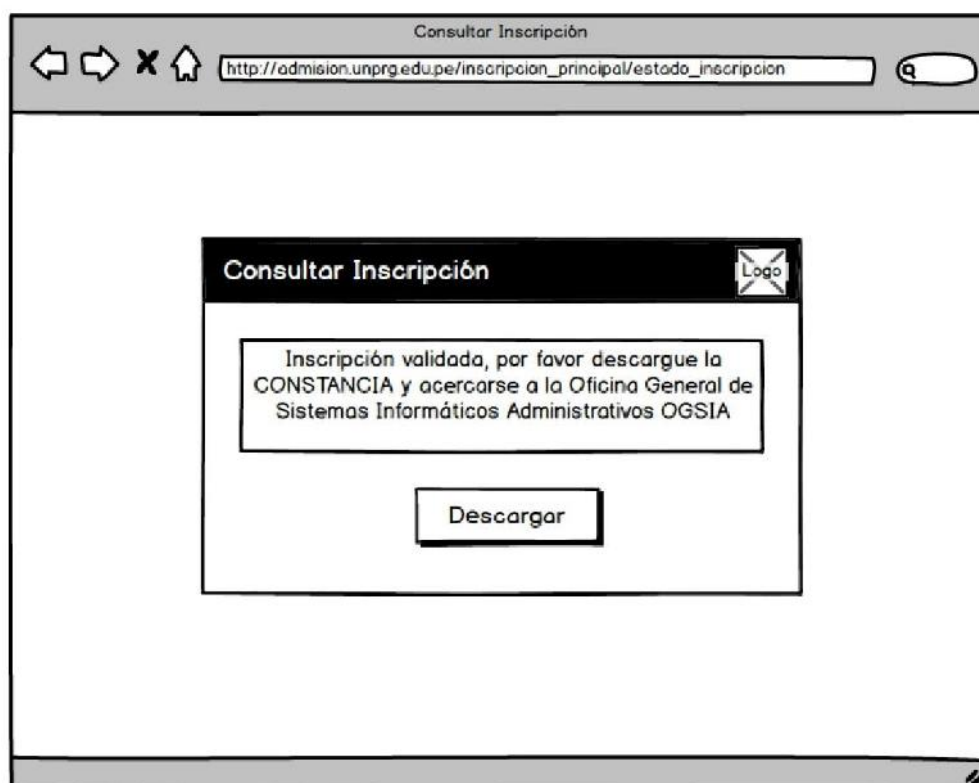 Consultar Inscripción
http://admision.unprg.edu.pe/inscripcion_principal/estado_inscripcion
Consultar Inscripción
Logo
Inscripción validada, por favor descargue la
CONSTANCIA y acercarse a la Oficina General de
Sistemas Informáticos Administrativos OGSIA
Descargar